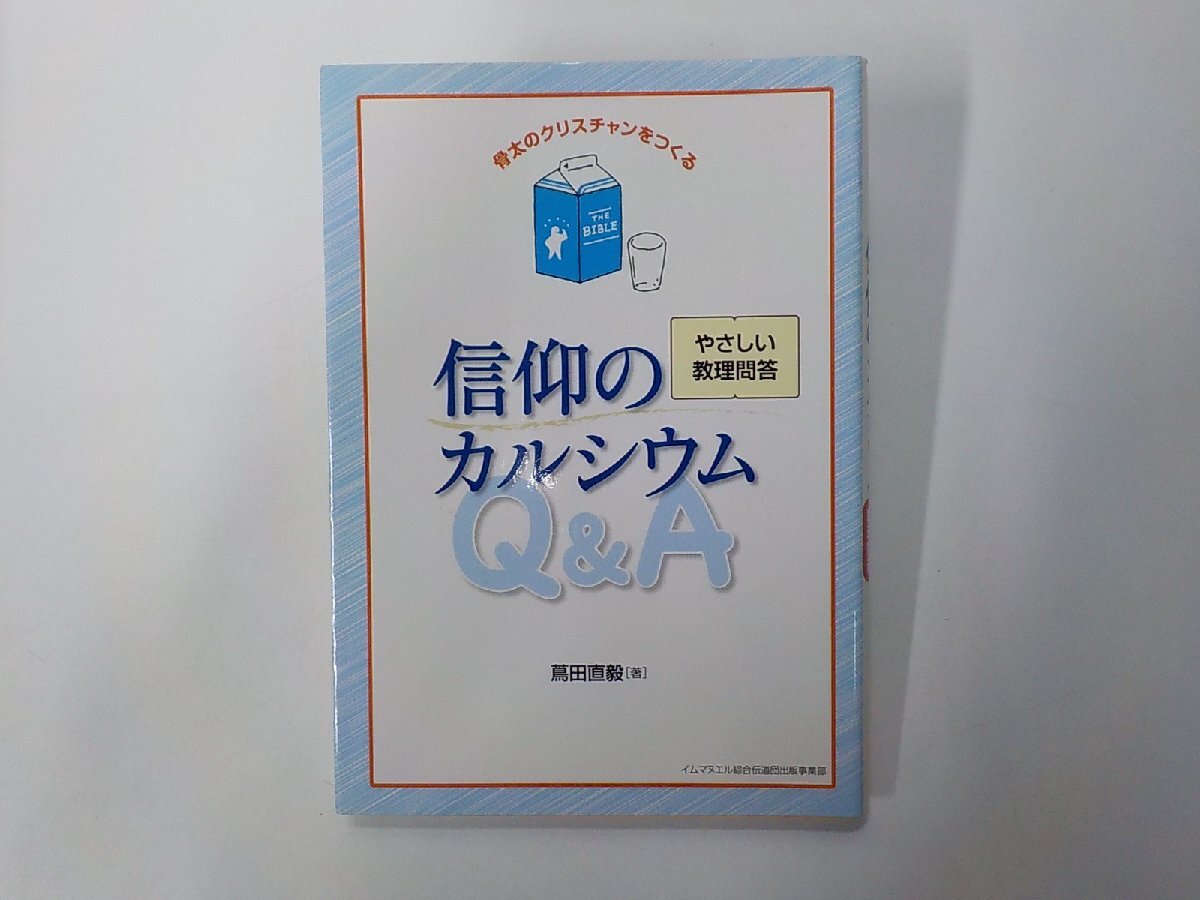 骨太のクリスチャンをつくる
THE
BIBLE
やさしい
教理問答
信仰の
カルシウム
Q&A
蔦田直毅[著]
イムマヌエル綜合伝道団出版事業部